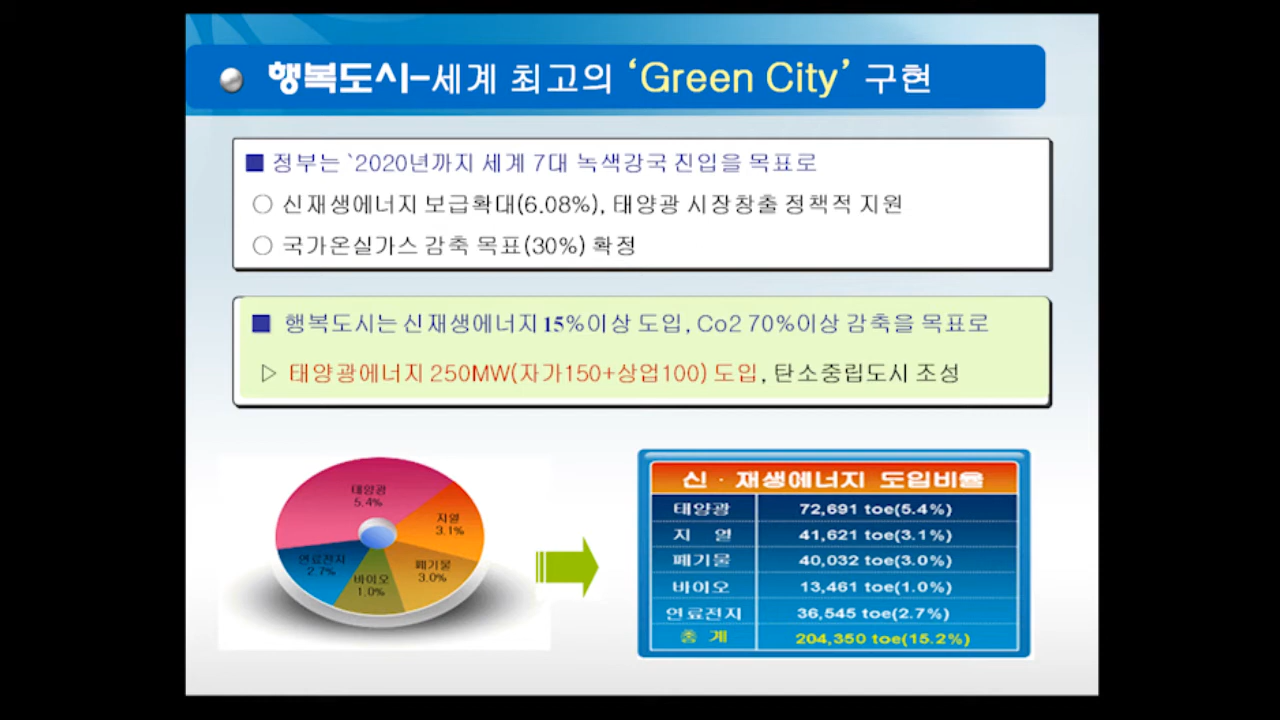 행복도시-세계 최고의 ‘Green City’ 구현
■ 정부는 `2020년까지 세계 7대 녹색강국 진입을 목표로
○ 신재생에너지 보급확대(6.08%), 태양광 시장창출 정책적 지원
○ 국가온실가스 감축 목표(30%) 확정
■ 행복도시는 신재생에너지 15%이상 도입, Co2 70%이상 감축을 목표로
▷ 태양광에너지 250MW(자가150+상업100) 도입, 탄소중립도시 조성
태양광
5.4%
지열
3.1%
폐기물
3.0%
바이오
1.0%
연료전지
2.7%
신ㆍ재생에너지 도입비율
태양광 72,691 toe(5.4%)
지 열 41,621 toe(3.1%)
폐기물 40,032 toe(3.0%)
바이오 13,461 toe(1.0%)
연료전지 36,545 toe(2.7%)
총 계 204,350 toe(15.2%)